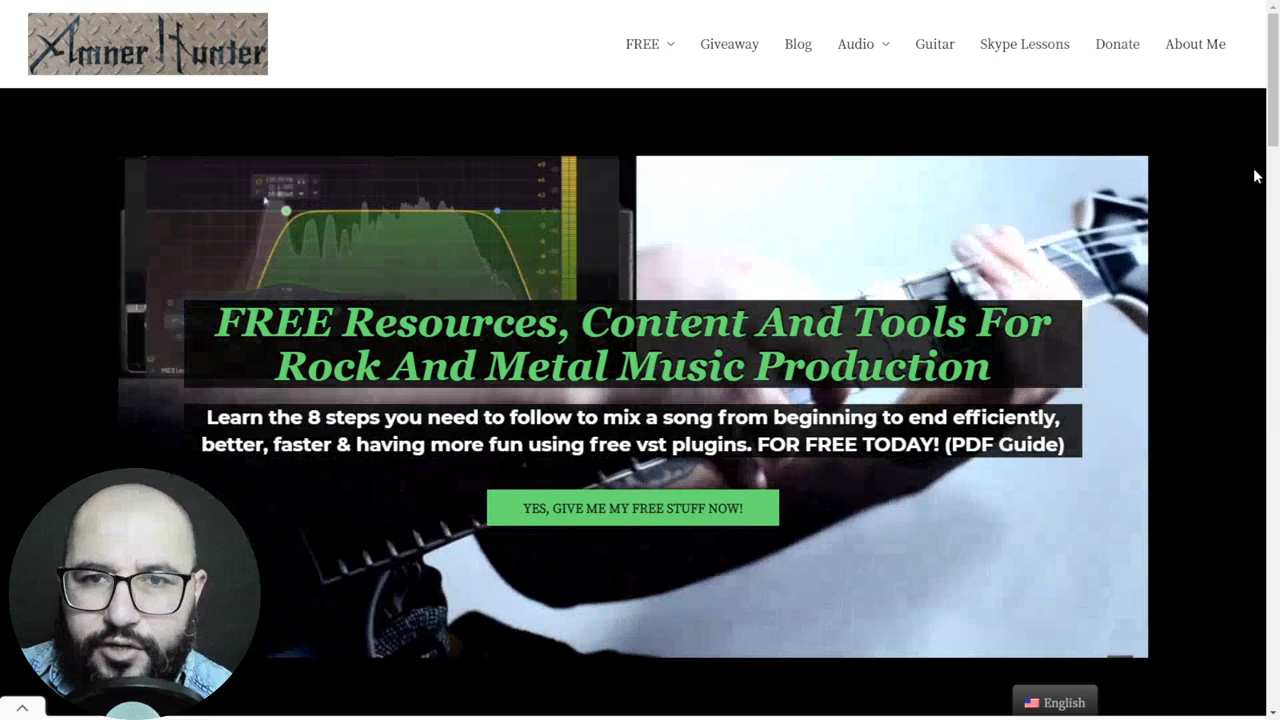 Amner Hunter
FREE Giveaway Blog Audio Guitar Skype Lessons Donate About Me
FREE Resources, Content And Tools For
Rock And Metal Music Production
Learn the 8 steps you need to follow to mix a song from beginning to end efficiently,
better, faster & having more fun using free vst plugins. FOR FREE TODAY! (PDF Guide)
YES, GIVE ME MY FREE STUFF NOW!
English